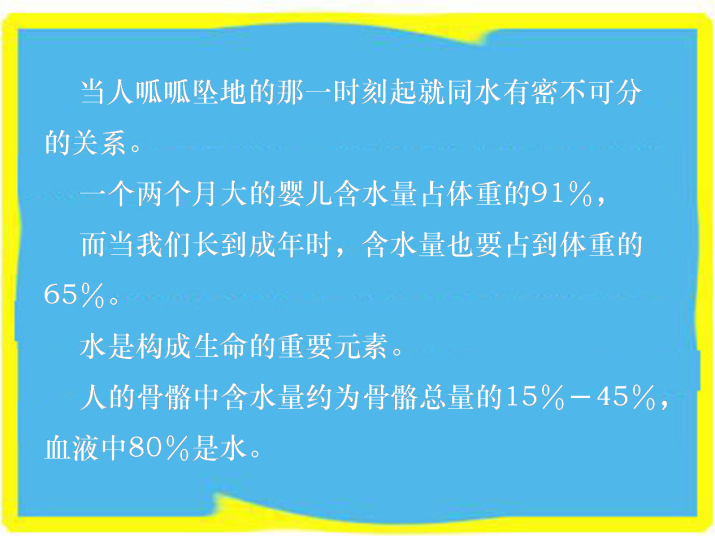 当人呱呱坠地的那一时刻起就同水有密不可分
的关系。
一个两个月大的婴儿含水量占体重的91%，
而当我们长到成年时，含水量也要占到体重的
65%。
水是构成生命的重要元素。
人的骨骼中含水量约为骨骼总量的15%－45%，
血液中80%是水。